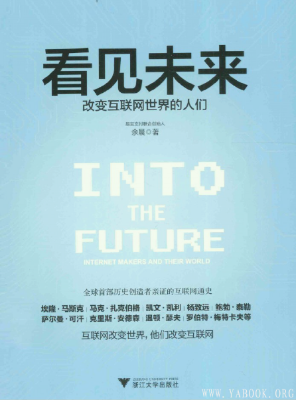 看见未来
改变互联网世界的人们
余晨 著
INTO
THE
FUTURE
INTERNET MAKERS AND THEIR WORLD
全球首部历史创造者亲证的互联网通史
埃隆·马斯克 马克·扎克伯格 凯文·凯利 杨致远 鲍勃·泰勒
萨尔曼·可汗 克里斯·安德森 温顿·瑟夫 罗伯特·梅特卡夫等
互联网改变世界，他们改变互联网
浙江大学出版社
www.yabook.org